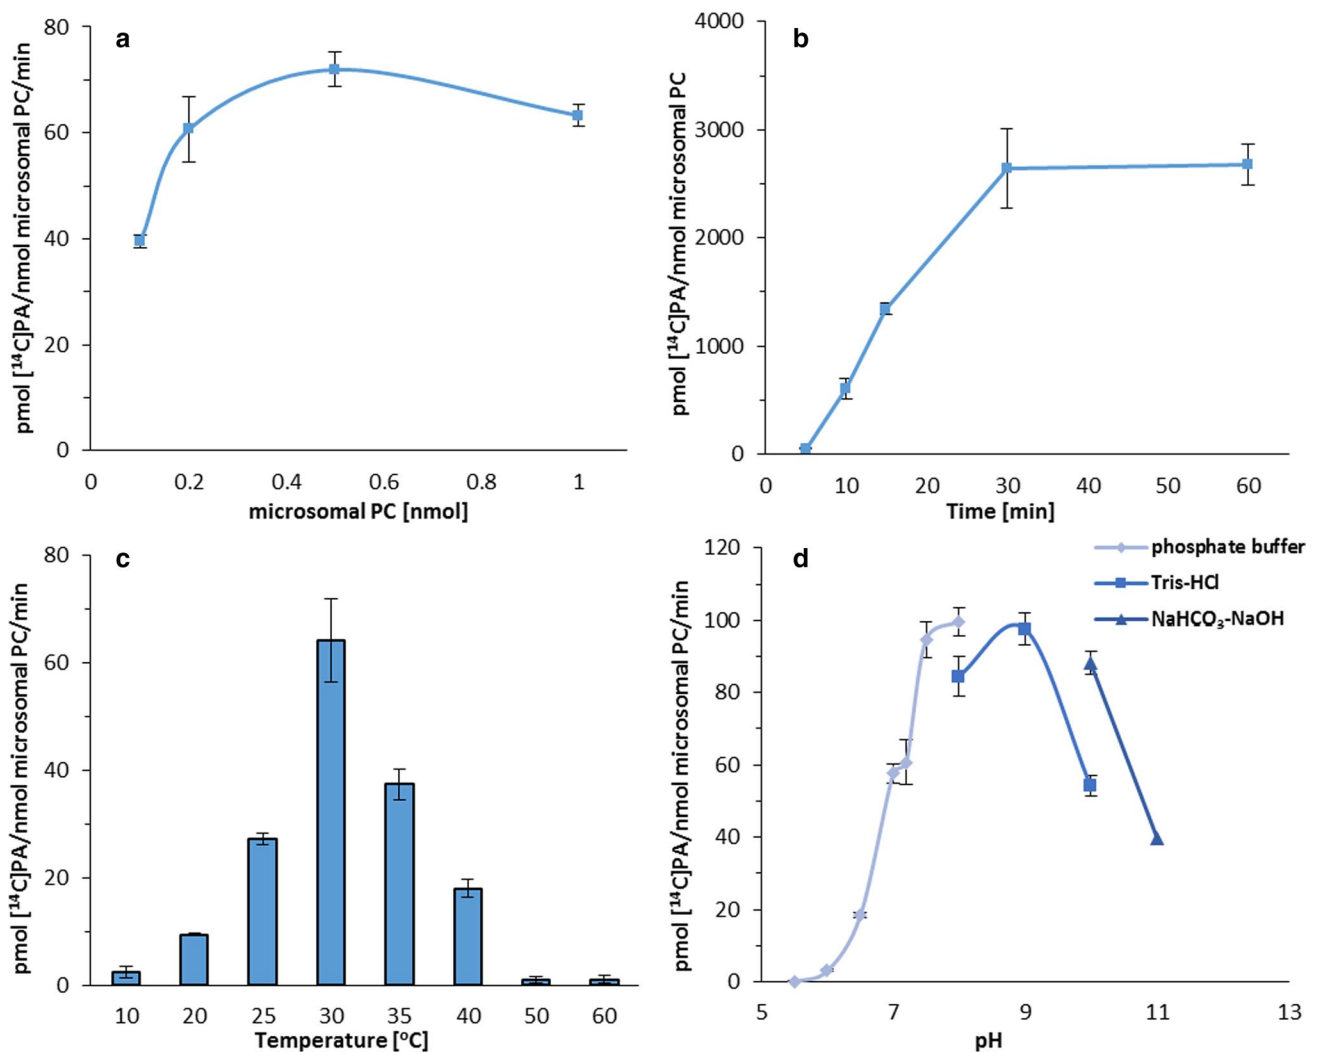 a
pmol [¹⁴C]PA/nmol microsomal PC/min
80
60
40
20
0
0 0.2 0.4 0.6 0.8 1
microsomal PC [nmol]
b
pmol [¹⁴C]PA/nmol microsomal PC
4000
3000
2000
1000
0
0 10 20 30 40 50 60
Time [min]
c
pmol [¹⁴C]PA/nmol microsomal PC/min
80
60
40
20
0
10 20 25 30 35 40 50 60
Temperature [°C]
d
phosphate buffer
Tris-HCl
NaHCO₃-NaOH
pmol [¹⁴C]PA/nmol microsomal PC/min
120
100
80
60
40
20
0
5 7 9 11 13
pH